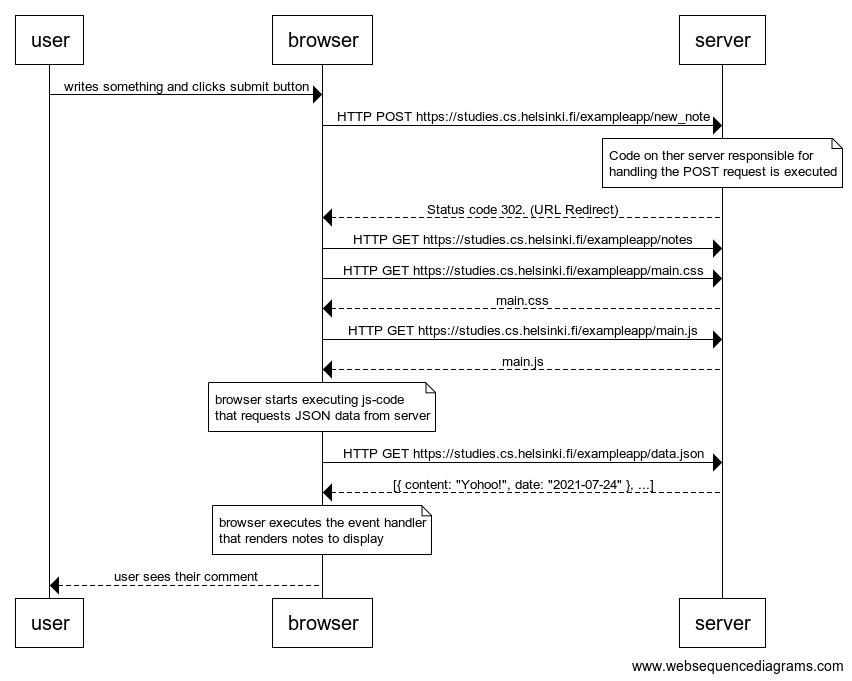 user
browser
server
writes something and clicks submit button
HTTP POST https://studies.cs.helsinki.fi/exampleapp/new_note
Code on ther server responsible for
handling the POST request is executed
Status code 302. (URL Redirect)
HTTP GET https://studies.cs.helsinki.fi/exampleapp/notes
HTTP GET https://studies.cs.helsinki.fi/exampleapp/main.css
main.css
HTTP GET https://studies.cs.helsinki.fi/exampleapp/main.js
main.js
browser starts executing js-code
that requests JSON data from server
HTTP GET https://studies.cs.helsinki.fi/exampleapp/data.json
[{ content: "Yohoo!", date: "2021-07-24" }, ...]
browser executes the event handler
that renders notes to display
user sees their comment
user
browser
server
www.websequencediagrams.com